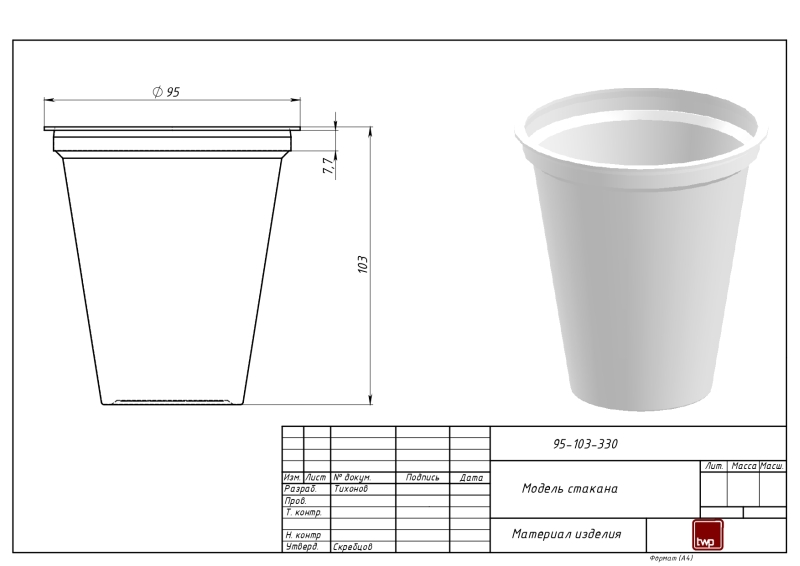 Ø 95
7,7
103
95-103-330
Лит. Масса Масш.
Изм. Лист № докум. Подпись Дата
Разраб. Тихонов
Модель стакана
Пров.
Т. контр.
Н. контр
Материал изделия
Утверд. Скребцов
twp
Формат (А4)